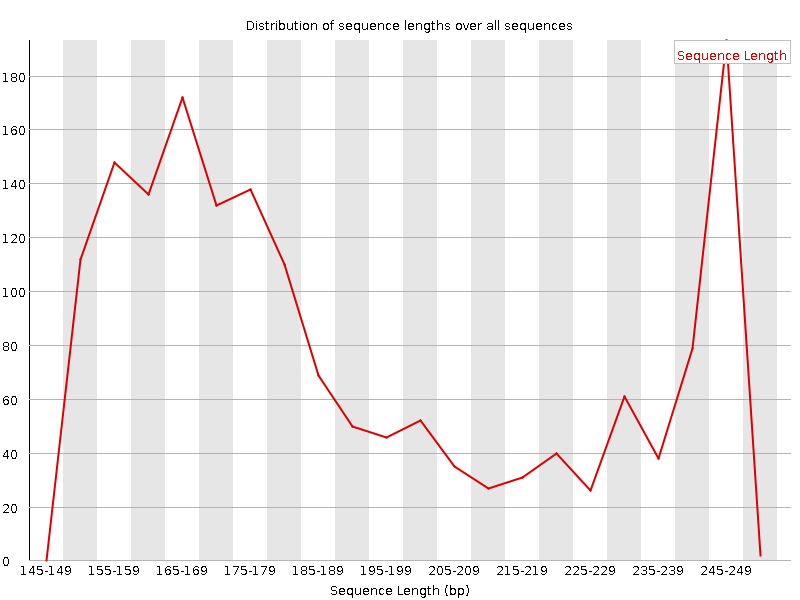 Distribution of sequence lengths over all sequences
Sequence Length
180
160
140
120
100
80
60
40
20
0
145-149 155-159 165-169 175-179 185-189 195-199 205-209 215-219 225-229 235-239 245-249
Sequence Length (bp)